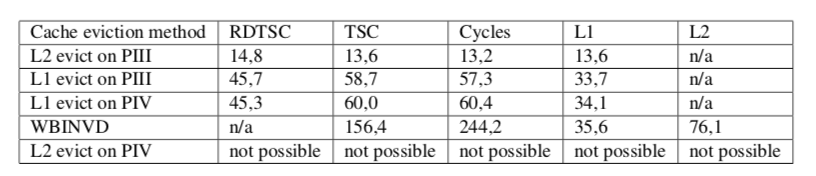 Cache eviction method RDTSC TSC Cycles L1 L2
L2 evict on PIII 14,8 13,6 13,2 13,6 n/a
L1 evict on PIII 45,7 58,7 57,3 33,7 n/a
L1 evict on PIV 45,3 60,0 60,4 34,1 n/a
WBINVD n/a 156,4 244,2 35,6 76,1
L2 evict on PIV not possible not possible not possible not possible not possible